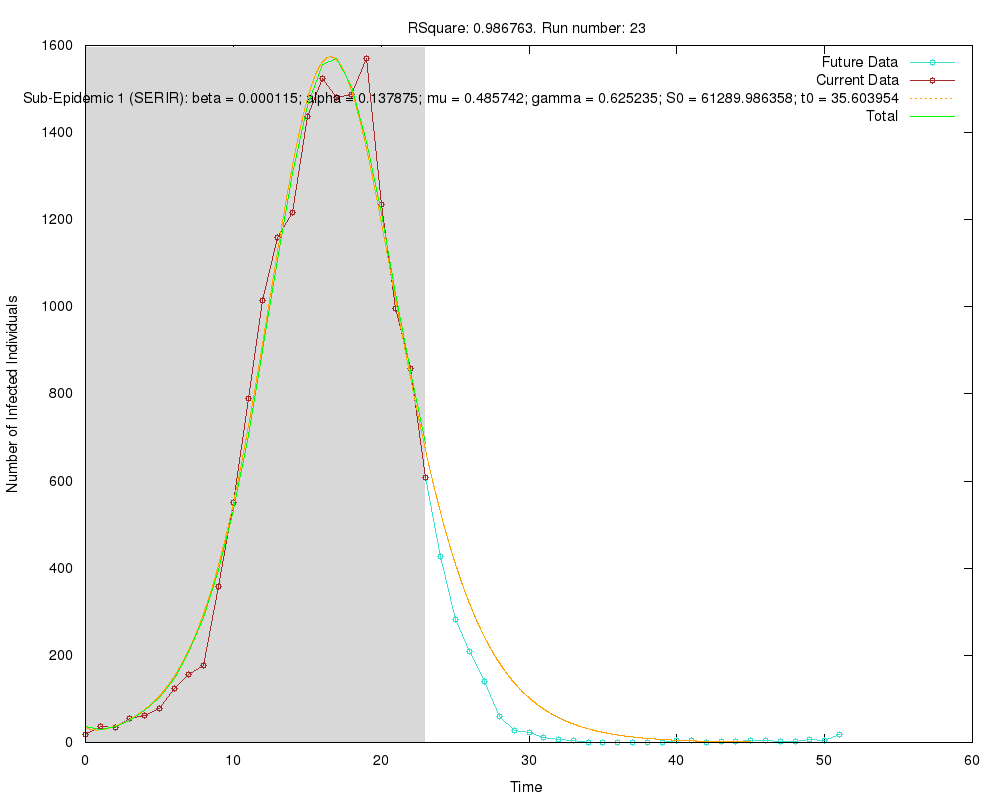 RSquare: 0.986763. Run number: 23
1600
1400
1200
1000
800
600
400
200
0
Number of Infected Individuals
Future Data
Current Data
Sub-Epidemic 1 (SERIR): beta = 0.000115; alpha = 0.137875; mu = 0.485742; gamma = 0.625235; S0 = 61289.986358; t0 = 35.603954
Total
0 10 20 30 40 50 60
Time